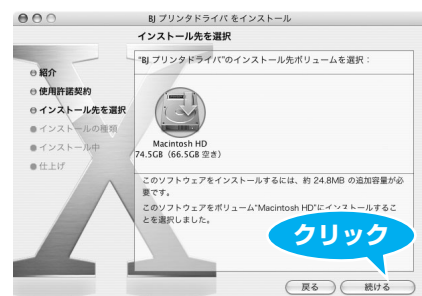 BJ プリンタドライバ をインストール
インストール先を選択
"BJ プリンタドライバ"のインストール先ボリュームを選択：
紹介
使用許諾契約
インストール先を選択
インストールの種類
インストール中
仕上げ
Macintosh HD
74.5GB（66.5GB 空き）
このソフトウェアをインストールするには、約 24.8MB の追加容量が必
要です。
このソフトウェアをボリューム"Macintosh HD"にインストールするこ
とを選択しました。
クリック
戻る
続ける